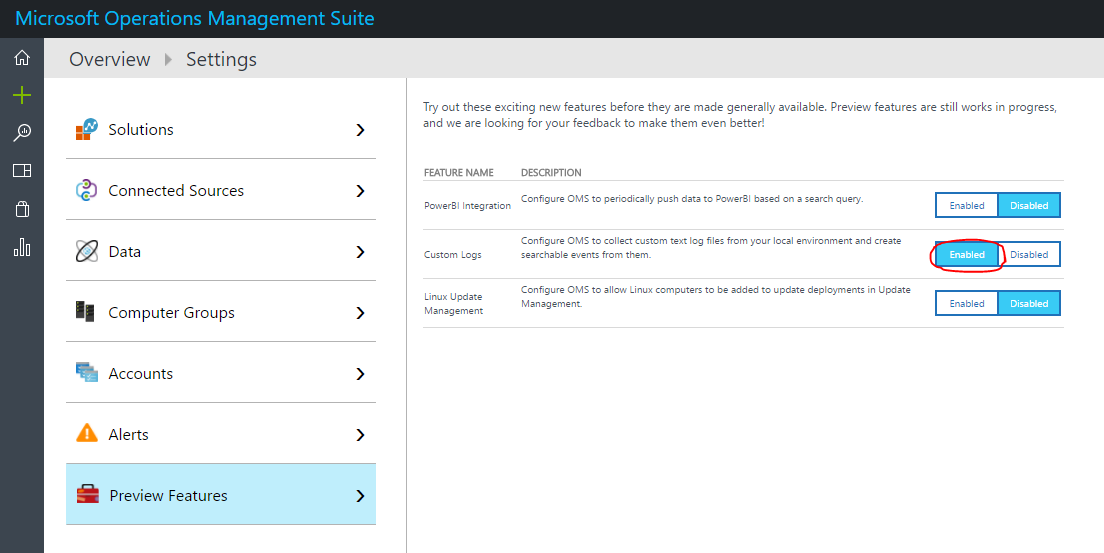 Microsoft Operations Management Suite
Overview Settings
Solutions
Connected Sources
Data
Computer Groups
Accounts
Alerts
Preview Features
Try out these exciting new features before they are made generally available. Preview features are still works in progress,
and we are looking for your feedback to make them even better!
FEATURE NAME DESCRIPTION
PowerBI Integration Configure OMS to periodically push data to PowerBI based on a search query. Enabled Disabled
Configure OMS to collect custom text log files from your local environment and create
Custom Logs searchable events from them. Enabled Disabled
Linux Update Configure OMS to allow Linux computers to be added to update deployments in Update
Management Management. Enabled Disabled